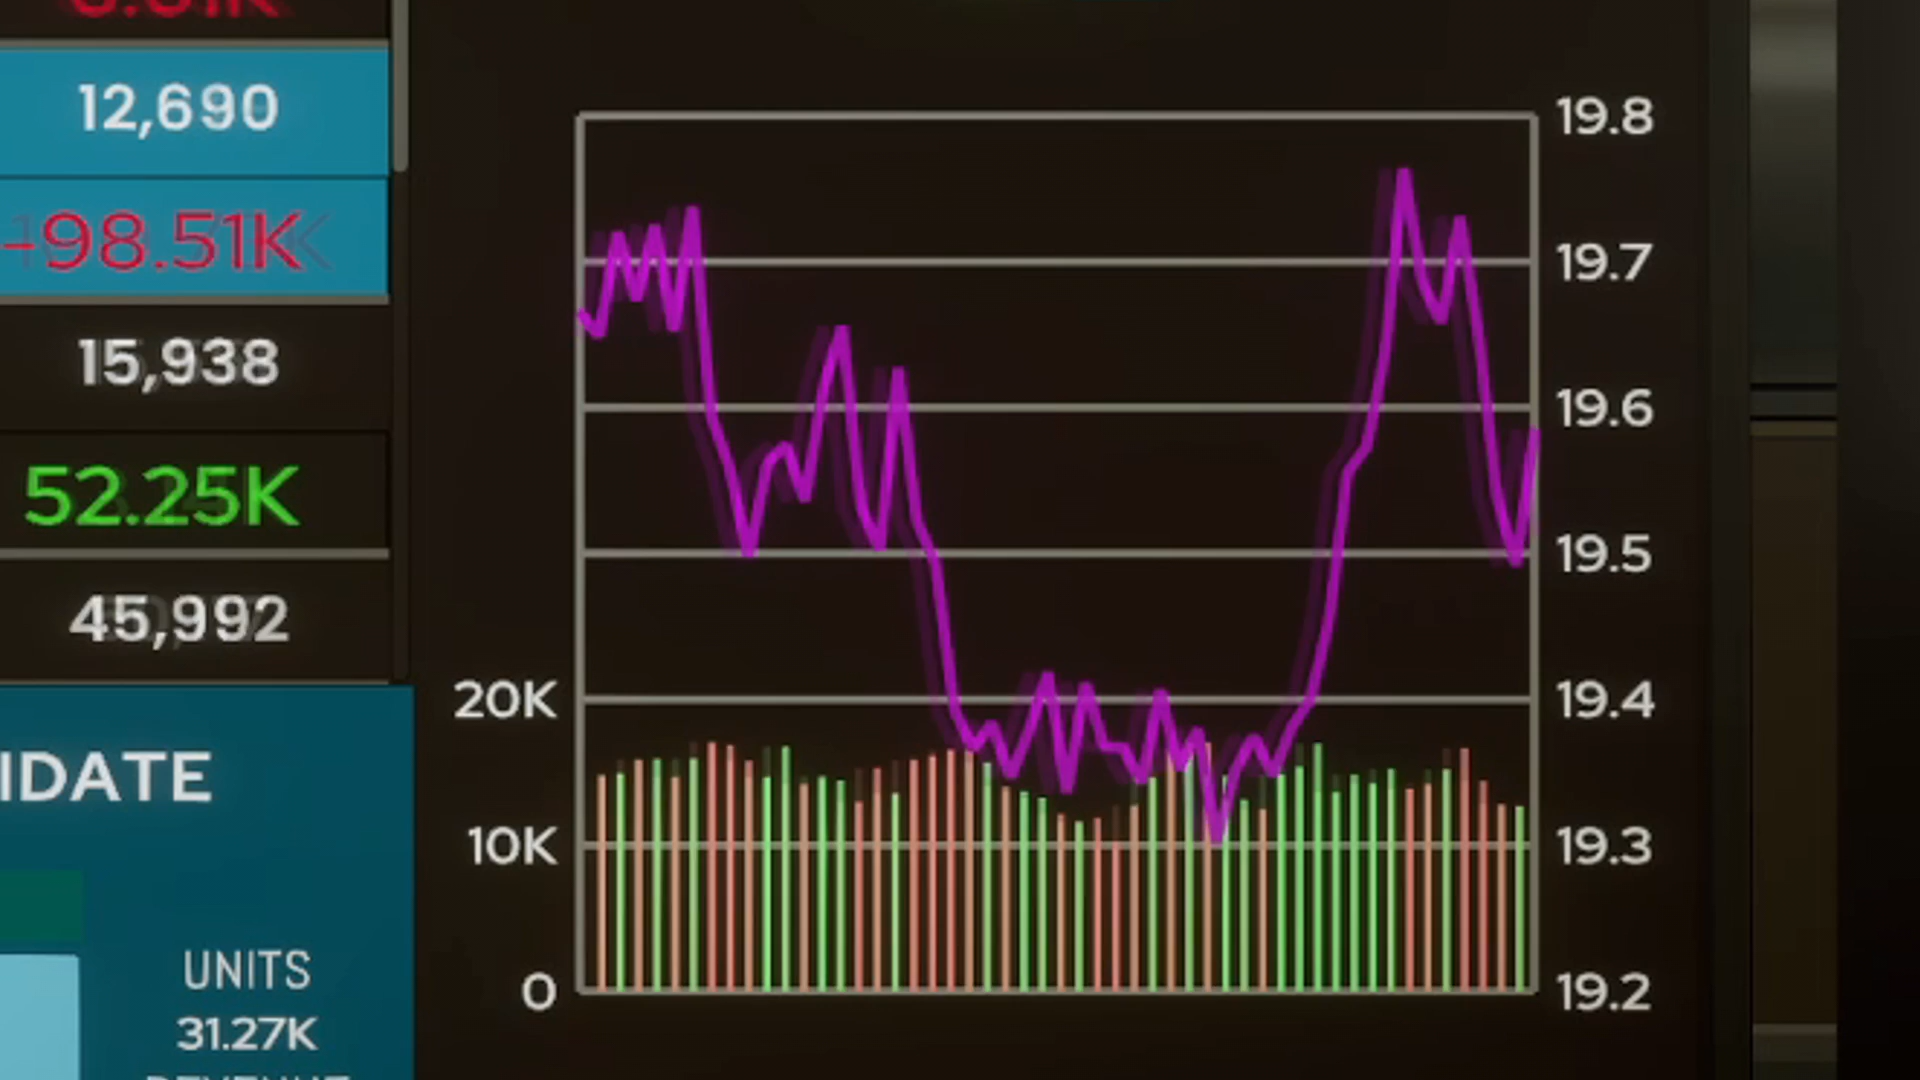 12,690
-98.51K
15,938
52.25K
45,992
IDATE
UNITS
31.27K
19.8
19.7
19.6
19.5
20K 19.4
10K 19.3
0 19.2